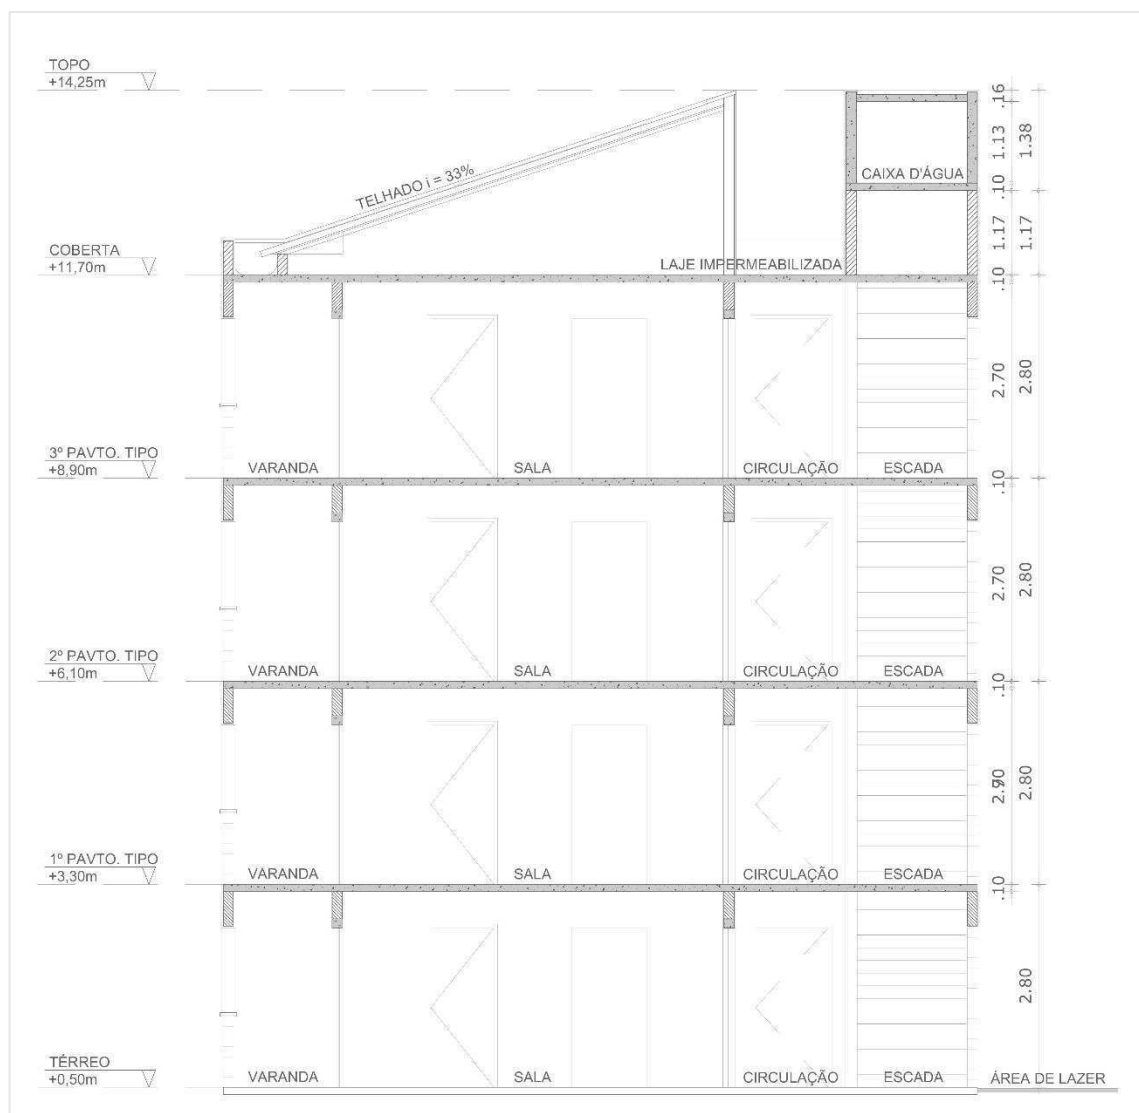 TOPO
+14,25m
TELHADO i = 33%
CAIXA D'ÁGUA
.16
1.13
1.38
.10
COBERTA
+11,70m
LAJE IMPERMEABILIZADA
1.17
1.17
.10
2.70
2.80
3º PAVTO. TIPO
+8,90m
VARANDA
SALA
CIRCULAÇÃO
ESCADA
.10
2.70
2.80
2º PAVTO. TIPO
+6,10m
VARANDA
SALA
CIRCULAÇÃO
ESCADA
.10
2.80
1º PAVTO. TIPO
+3,30m
VARANDA
SALA
CIRCULAÇÃO
ESCADA
.10
2.80
TÉRREO
+0,50m
VARANDA
SALA
CIRCULAÇÃO
ESCADA
ÁREA DE LAZER